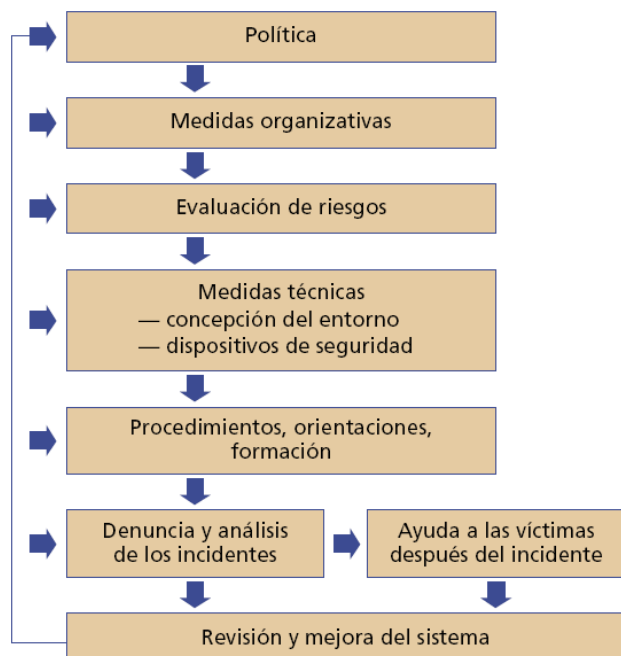 Política
Medidas organizativas
Evaluación de riesgos
Medidas técnicas
— concepción del entorno
— dispositivos de seguridad
Procedimientos, orientaciones,
formación
Denuncia y análisis
de los incidentes
Ayuda a las víctimas
después del incidente
Revisión y mejora del sistema